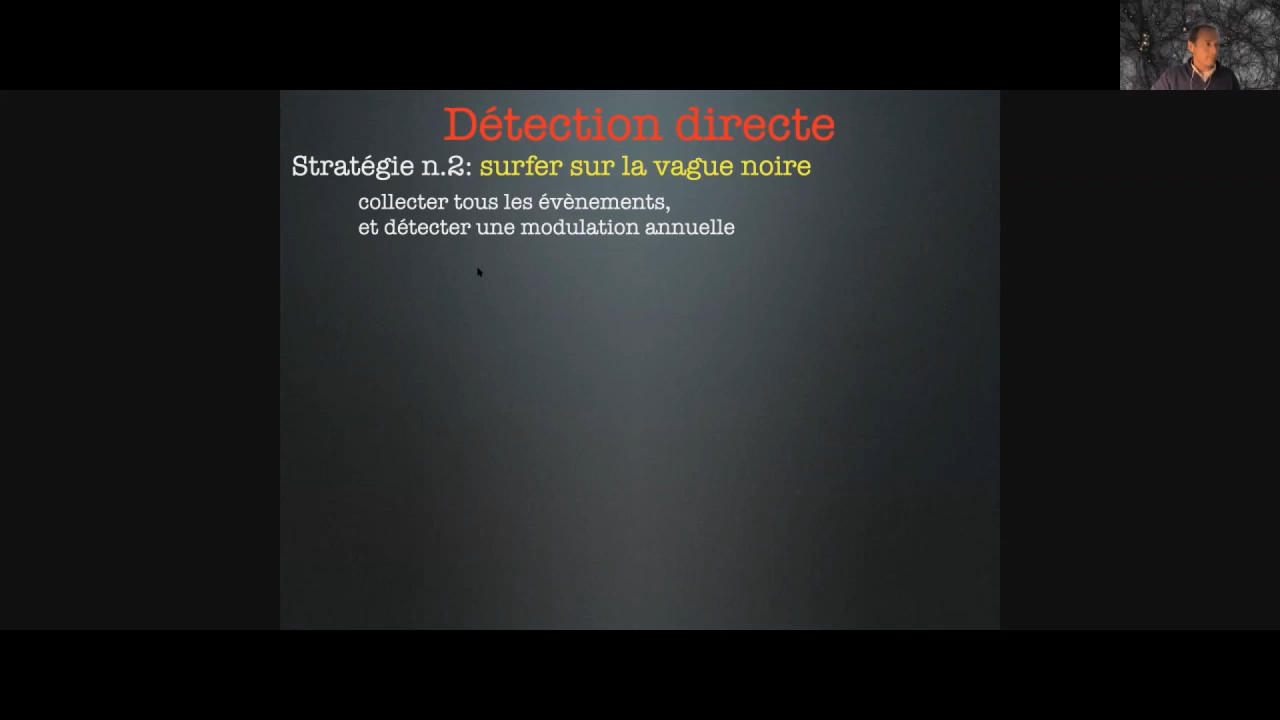 Détection directe
Stratégie n.2: surfer sur la vague noire
collecter tous les évènements,
et détecter une modulation annuelle